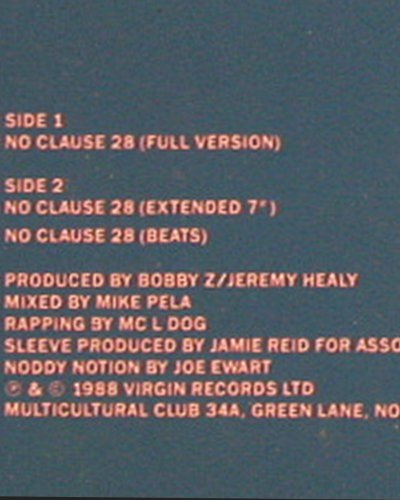 SIDE 1
NO CLAUSE 28 (FULL VERSION)
SIDE 2
NO CLAUSE 28 (EXTENDED 7")
NO CLAUSE 28 (BEATS)
PRODUCED BY BOBBY Z/JEREMY HEALY
MIXED BY MIKE PELA
RAPPING BY MC L DOG
SLEEVE PRODUCED BY JAMIE REID FOR ASSO
NODDY NOTION BY JOE EWART
℗ & © 1988 VIRGIN RECORDS LTD
MULTICULTURAL CLUB 34A, GREEN LANE, NO